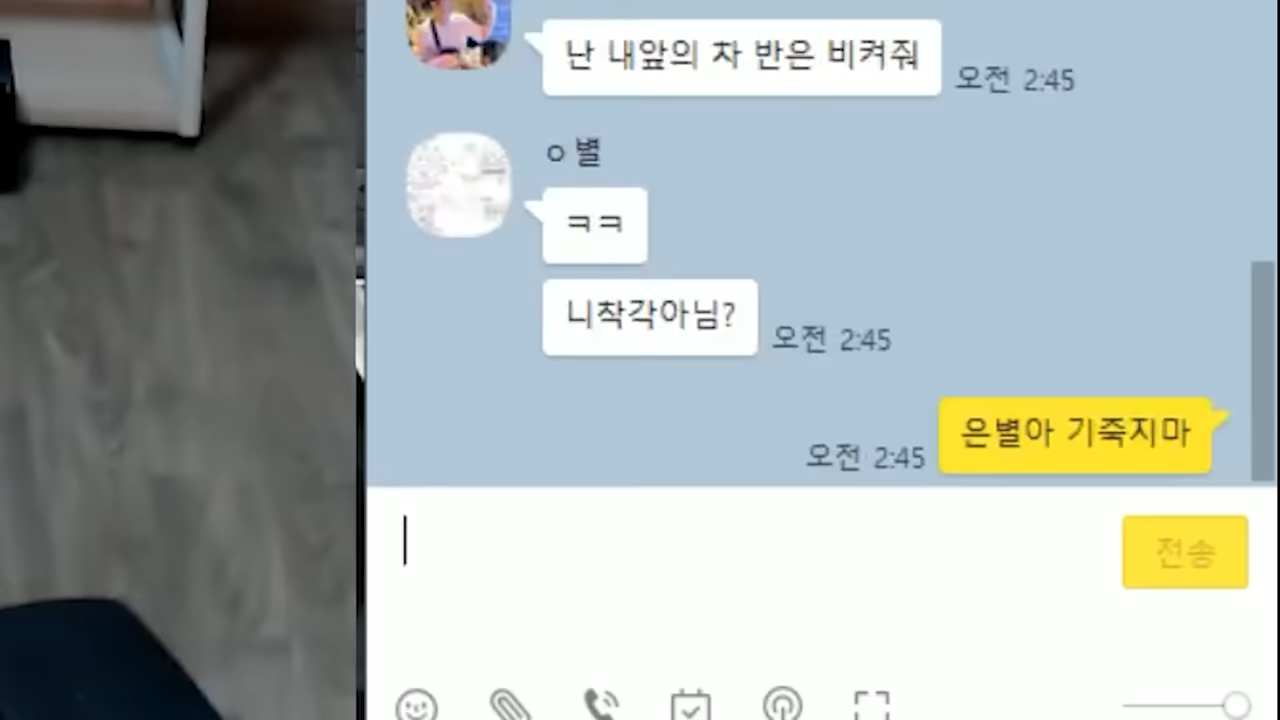 난 내앞의 차 반은 비켜줘
오전 2:45
ㅇ별
ㅋㅋ
니착각아님?
오전 2:45
은별아 기죽지마
오전 2:45
전송